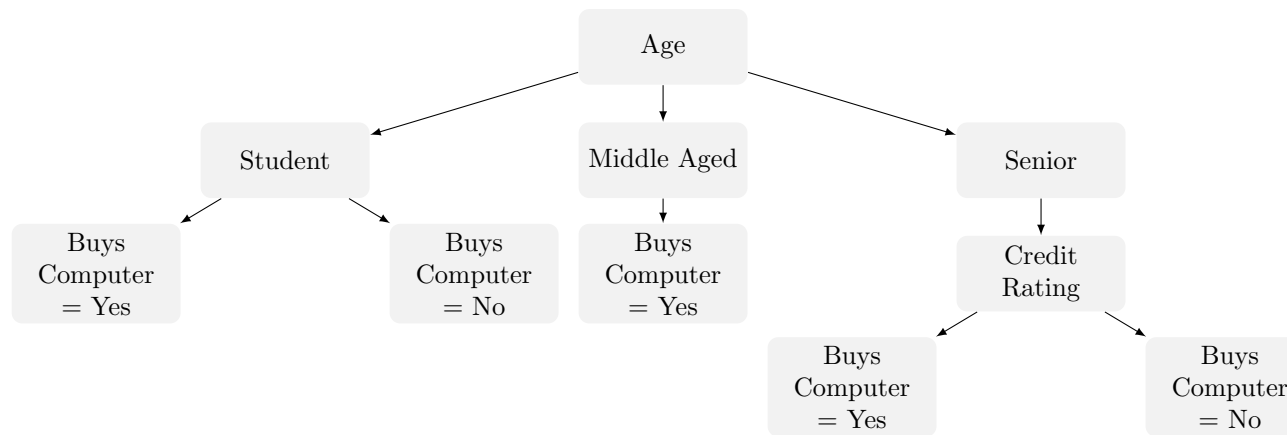 Age
Student
Middle Aged
Senior
Buys
Computer
= Yes
Buys
Computer
= No
Buys
Computer
= Yes
Credit
Rating
Buys
Computer
= Yes
Buys
Computer
= No